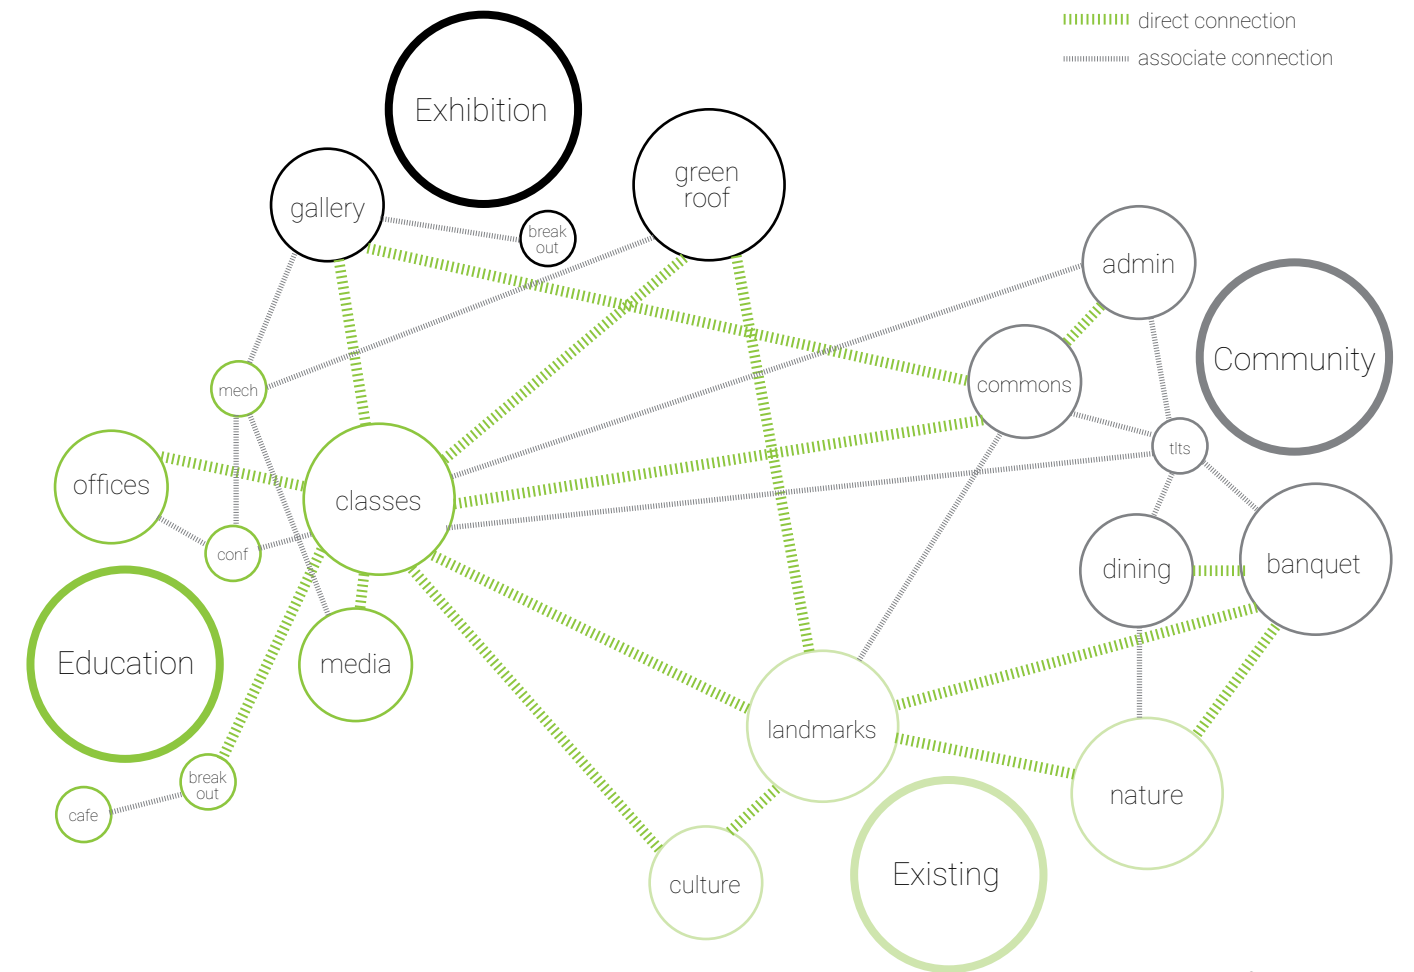 direct connection
associate connection
Exhibition
green
roof
gallery
break
out
admin
Community
commons
mech
tlts
offices
classes
conf
dining
banquet
Education
media
landmarks
break
out
cafe
nature
culture
Existing